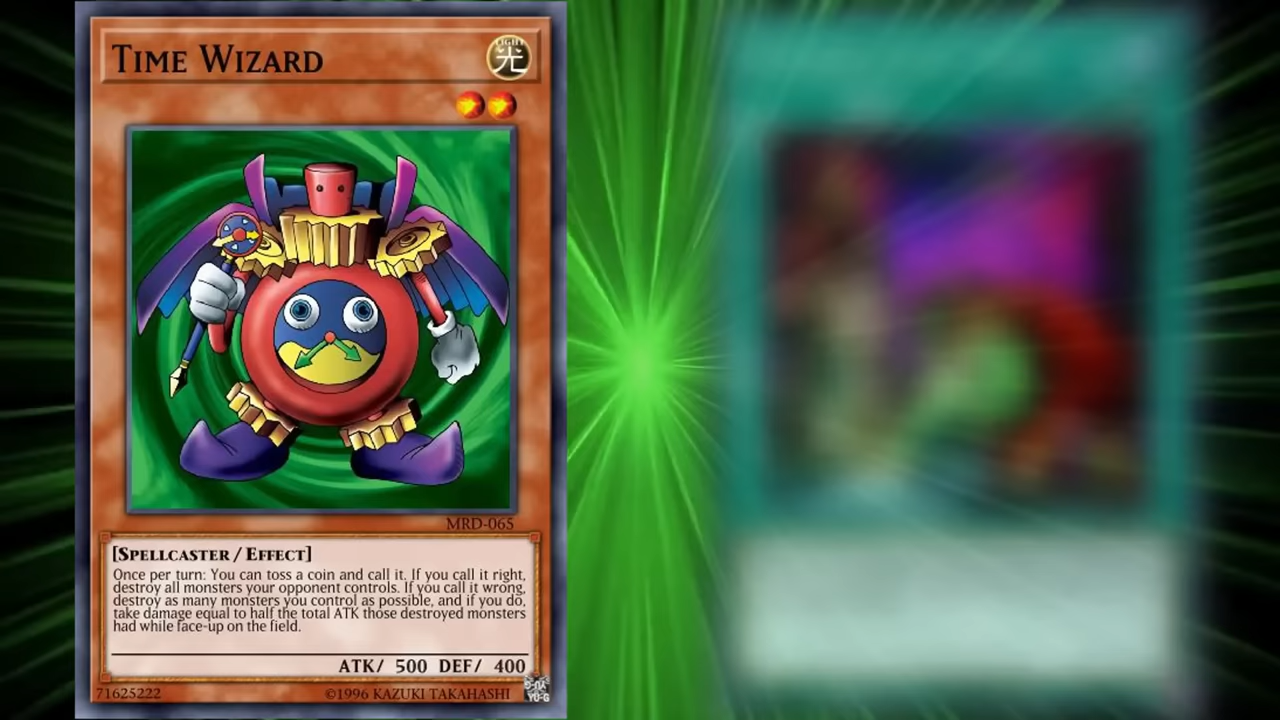 TIME WIZARD
LIGHT
光
MRD-065
[SPELLCASTER / EFFECT]
Once per turn: You can toss a coin and call it. If you call it right,
destroy all monsters your opponent controls. If you call it wrong,
destroy as many monsters you control as possible, and if you do,
take damage equal to half the total ATK those destroyed monsters
had while face-up on the field.
ATK/ 500 DEF/ 400
71625222
©1996 KAZUKI TAKAHASHI